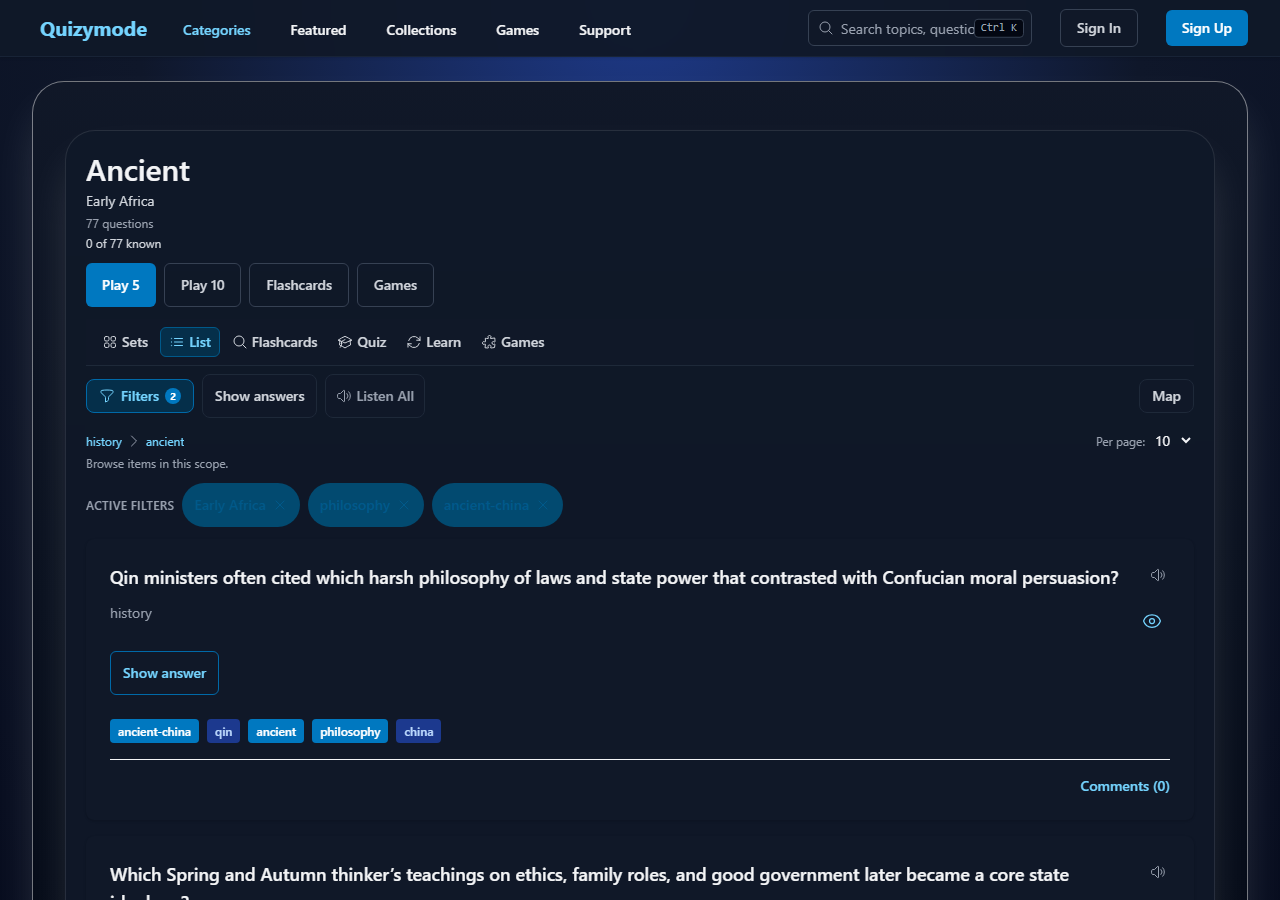 Quizymode
Categories
Featured
Collections
Games
Support
Search topics, questio
Ctrl K
Sign In
Sign Up
Ancient
Early Africa
77 questions
0 of 77 known
Play 5
Play 10
Flashcards
Games
Sets
List
Flashcards
Quiz
Learn
Games
Filters 2
Show answers
Listen All
Map
history > ancient
Per page: 10
Browse items in this scope.
ACTIVE FILTERS
Early Africa ×
philosophy ×
ancient-china ×
Qin ministers often cited which harsh philosophy of laws and state power that contrasted with Confucian moral persuasion?
history
Show answer
ancient-china
qin
ancient
philosophy
china
Comments (0)
Which Spring and Autumn thinker’s teachings on ethics, family roles, and good government later became a core state